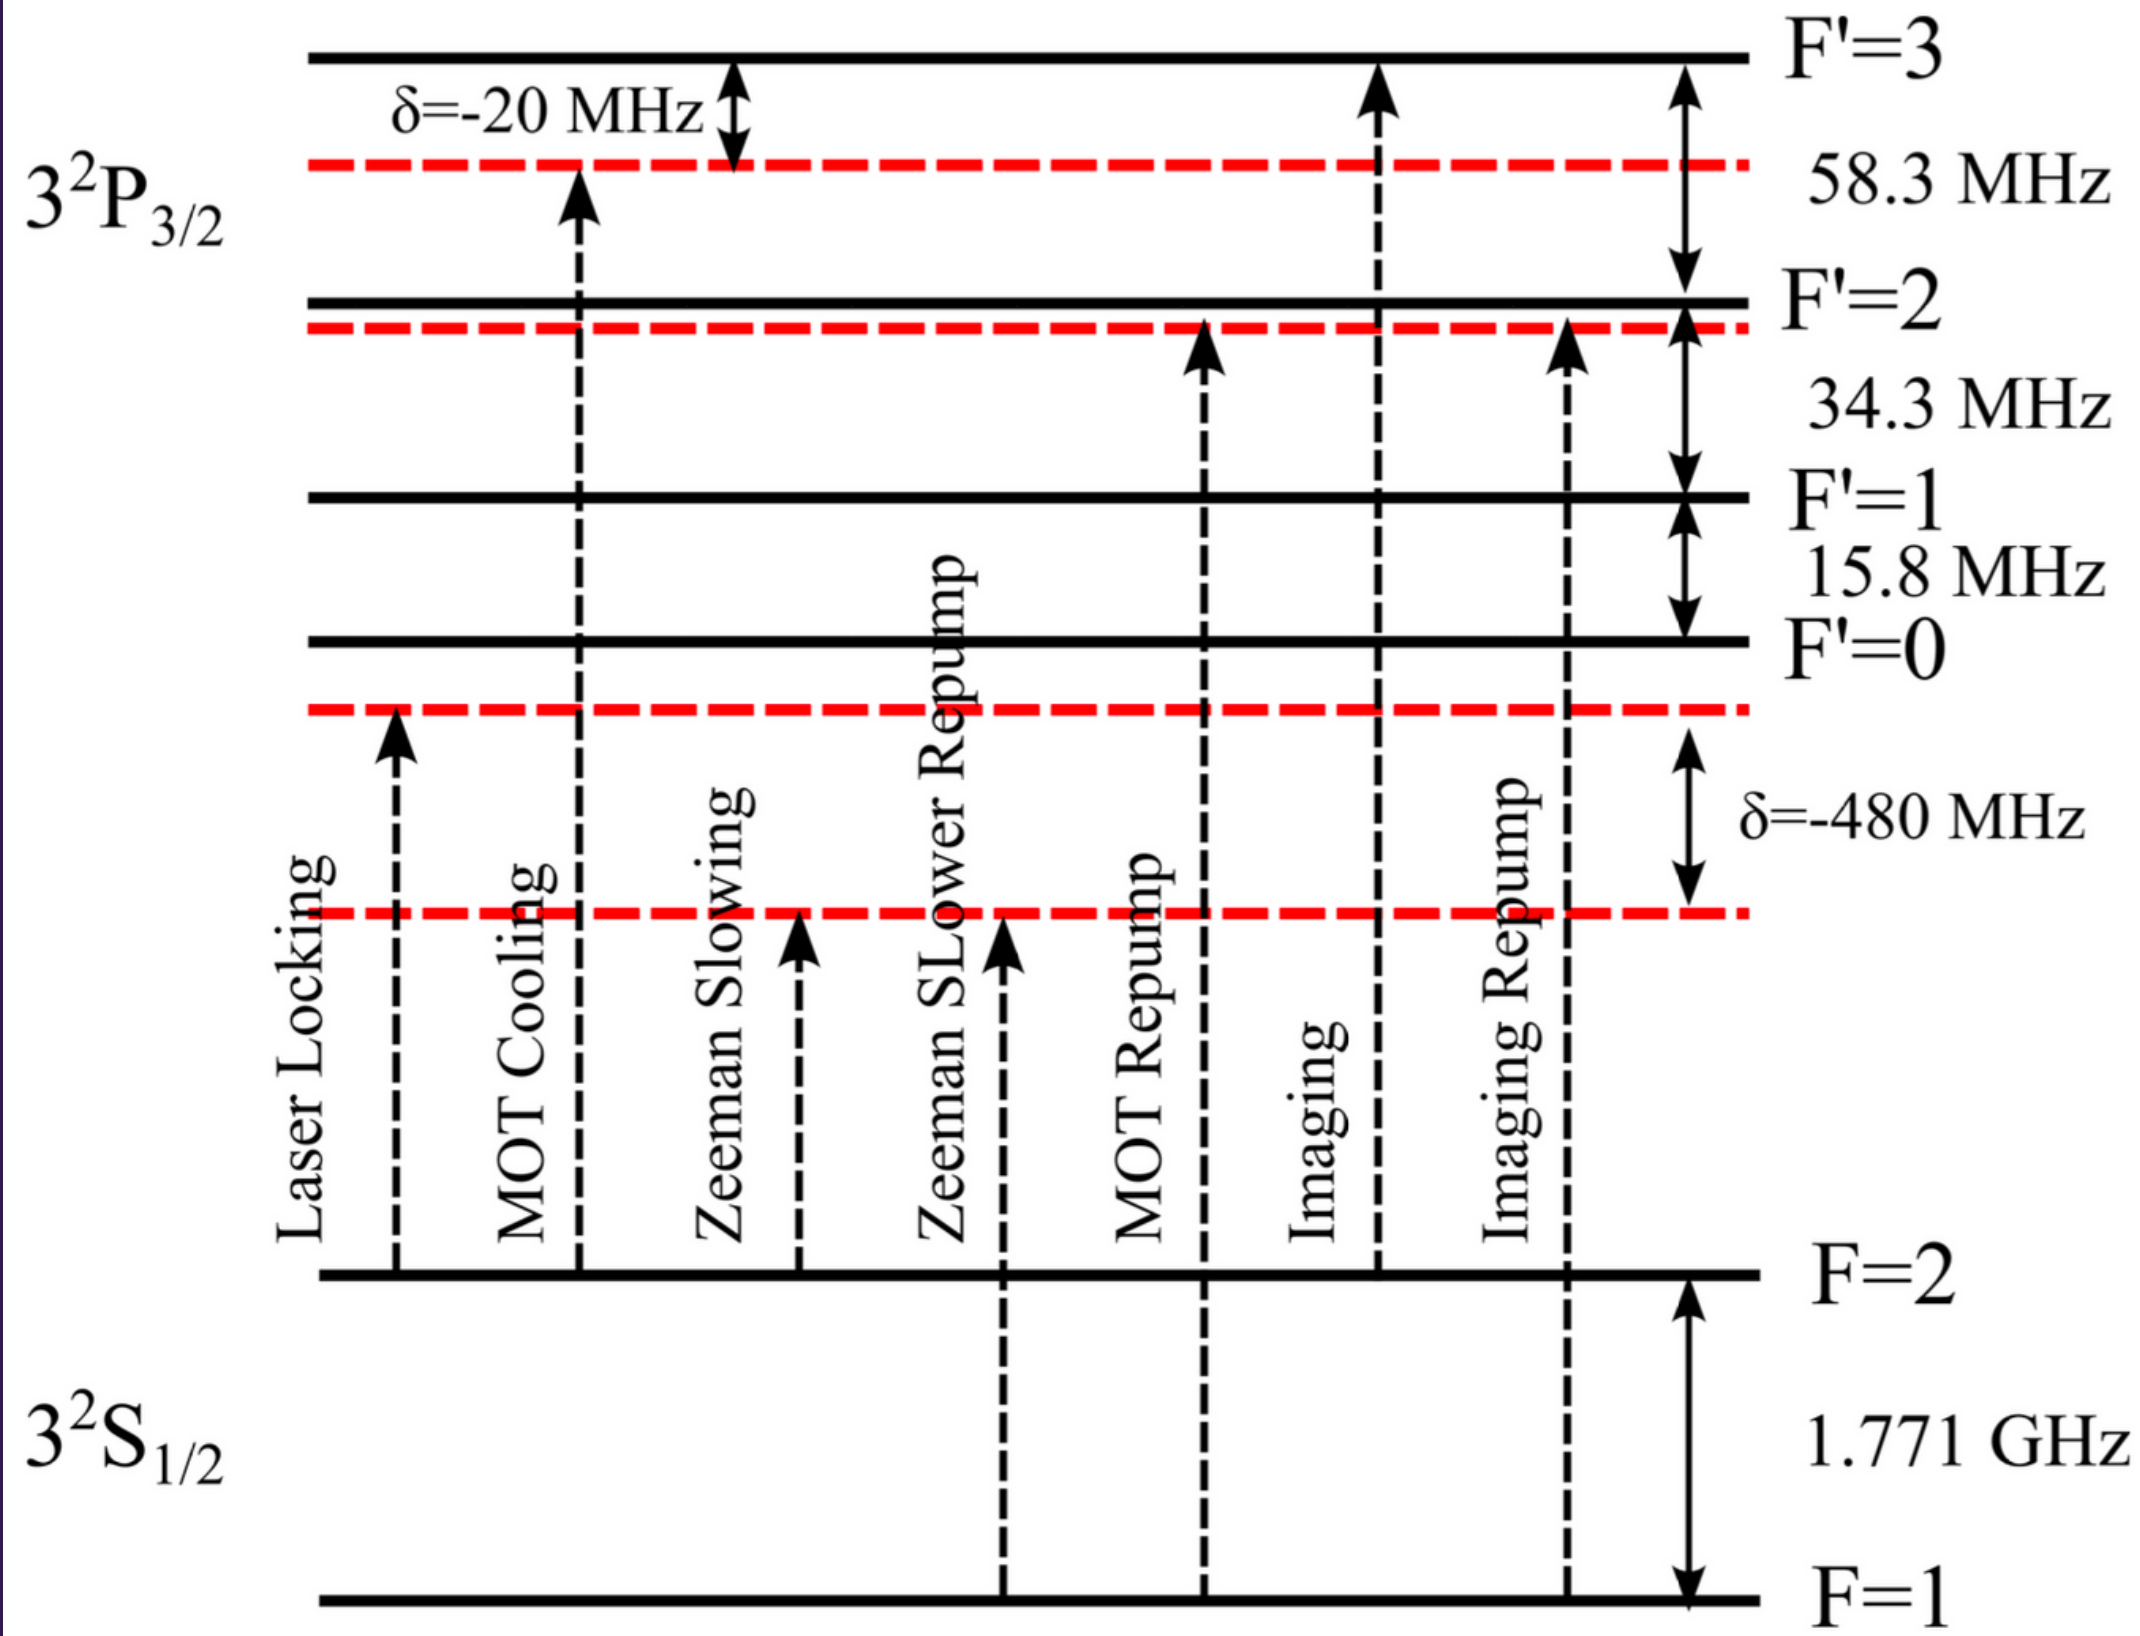 F'=3
δ=-20 MHz
3²P₃/₂
58.3 MHz
F'=2
34.3 MHz
F'=1
15.8 MHz
F'=0
δ=-480 MHz
Laser Locking
MOT Cooling
Zeeman Slowing
Zeeman SLower Repump
MOT Repump
Imaging
Imaging Repump
F=2
3²S₁/₂
1.771 GHz
F=1